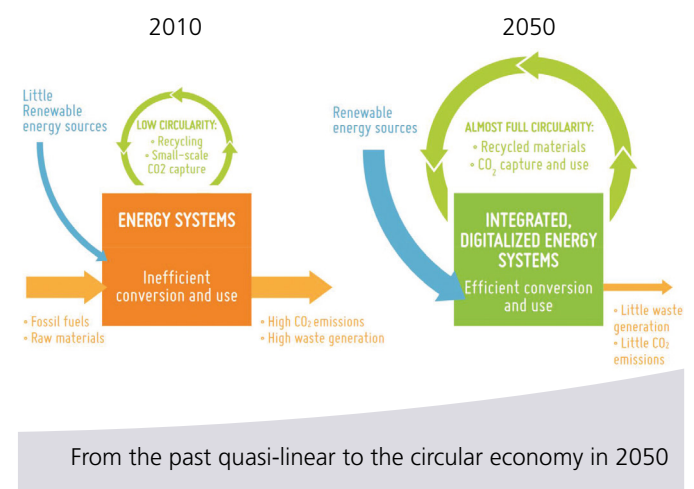 2010
Little
Renewable
energy sources
LOW CIRCULARITY:
• Recycling
• Small-scale
CO2 capture
ENERGY SYSTEMS
Inefficient
conversion and use
• Fossil fuels
• Raw materials
• High CO₂ emissions
• High waste generation
2050
Renewable
energy sources
ALMOST FULL CIRCULARITY:
• Recycled materials
• CO₂ capture and use
INTEGRATED,
DIGITALIZED ENERGY
SYSTEMS
Efficient conversion
and use
• Little waste
generation
• Little CO₂
emissions
From the past quasi-linear to the circular economy in 2050